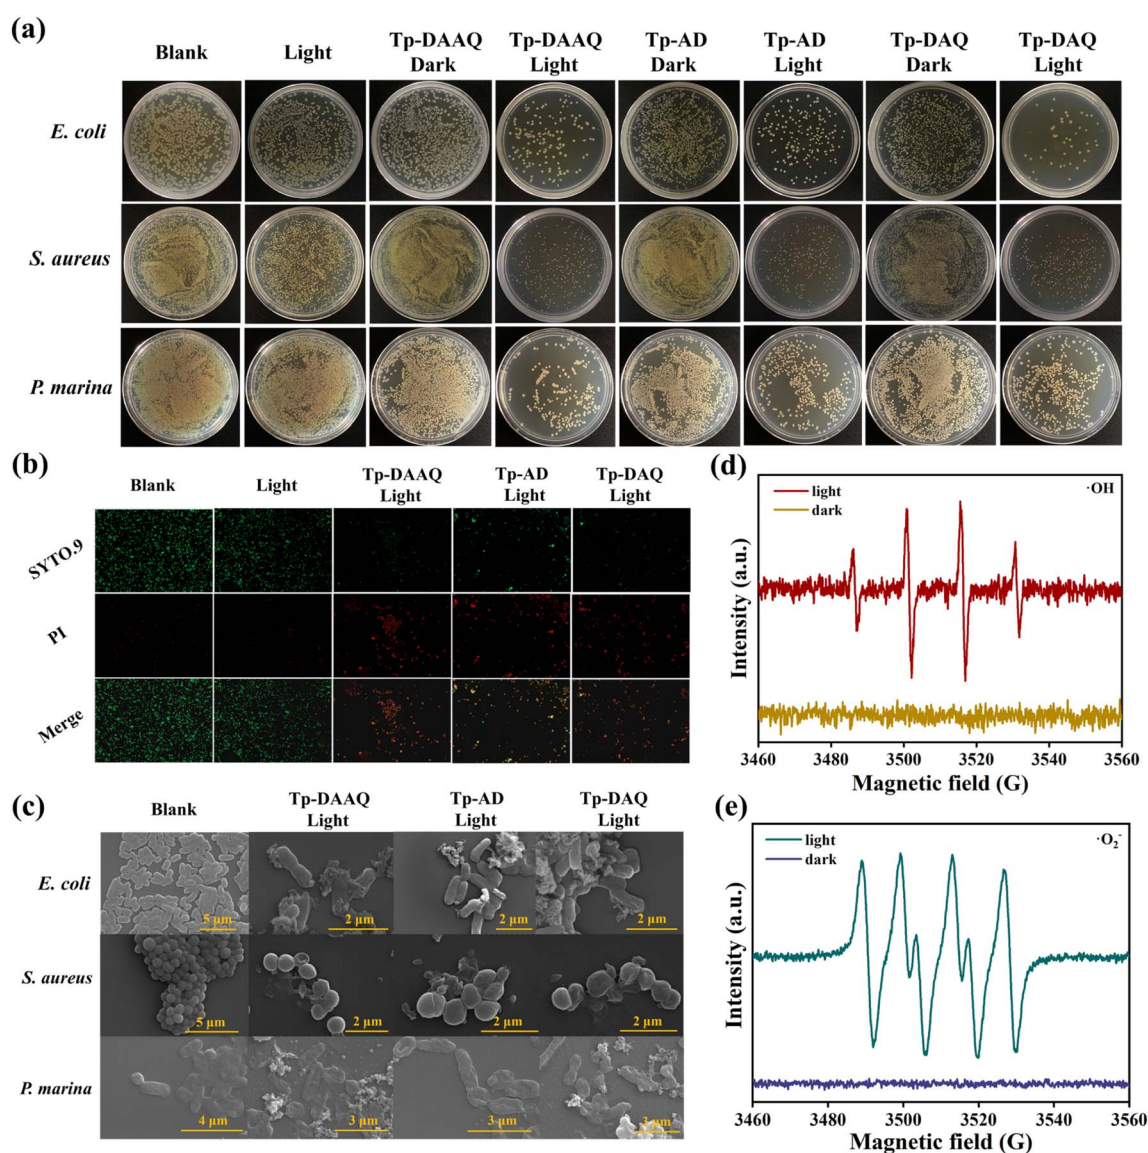 (a)
Blank Light Tp-DAAQ Dark Tp-DAAQ Light Tp-AD Dark Tp-AD Light Tp-DAQ Dark Tp-DAQ Light
E. coli
S. aureus
P. marina
(b)
Blank Light Tp-DAAQ Light Tp-AD Light Tp-DAQ Light
SYTO.9
PI
Merge
(c)
Blank Tp-DAAQ Light Tp-AD Light Tp-DAQ Light
E. coli
5 μm 2 μm 2 μm 2 μm
S. aureus
5 μm 2 μm 2 μm 2 μm
P. marina
4 μm 3 μm 3 μm 3 μm
(d)
light
dark
·OH
Intensity (a.u.)
3460 3480 3500 3520 3540 3560
Magnetic field (G)
(e)
light
dark
·O₂⁻
Intensity (a.u.)
3460 3480 3500 3520 3540 3560
Magnetic field (G)